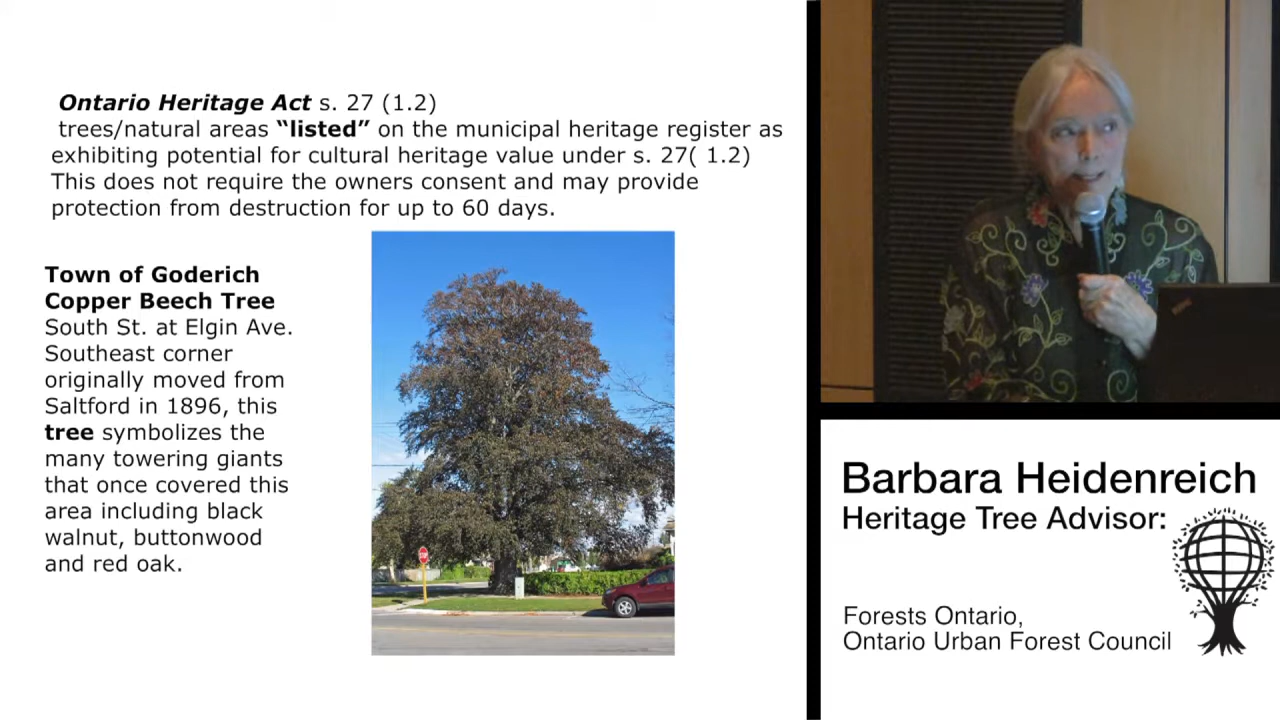 Ontario Heritage Act s. 27 (1.2)
trees/natural areas “listed” on the municipal heritage register as
exhibiting potential for cultural heritage value under s. 27( 1.2)
This does not require the owners consent and may provide
protection from destruction for up to 60 days.
Town of Goderich
Copper Beech Tree
South St. at Elgin Ave.
Southeast corner
originally moved from
Saltford in 1896, this
tree symbolizes the
many towering giants
that once covered this
area including black
walnut, buttonwood
and red oak.
STOP
Barbara Heidenreich
Heritage Tree Advisor:
Forests Ontario,
Ontario Urban Forest Council